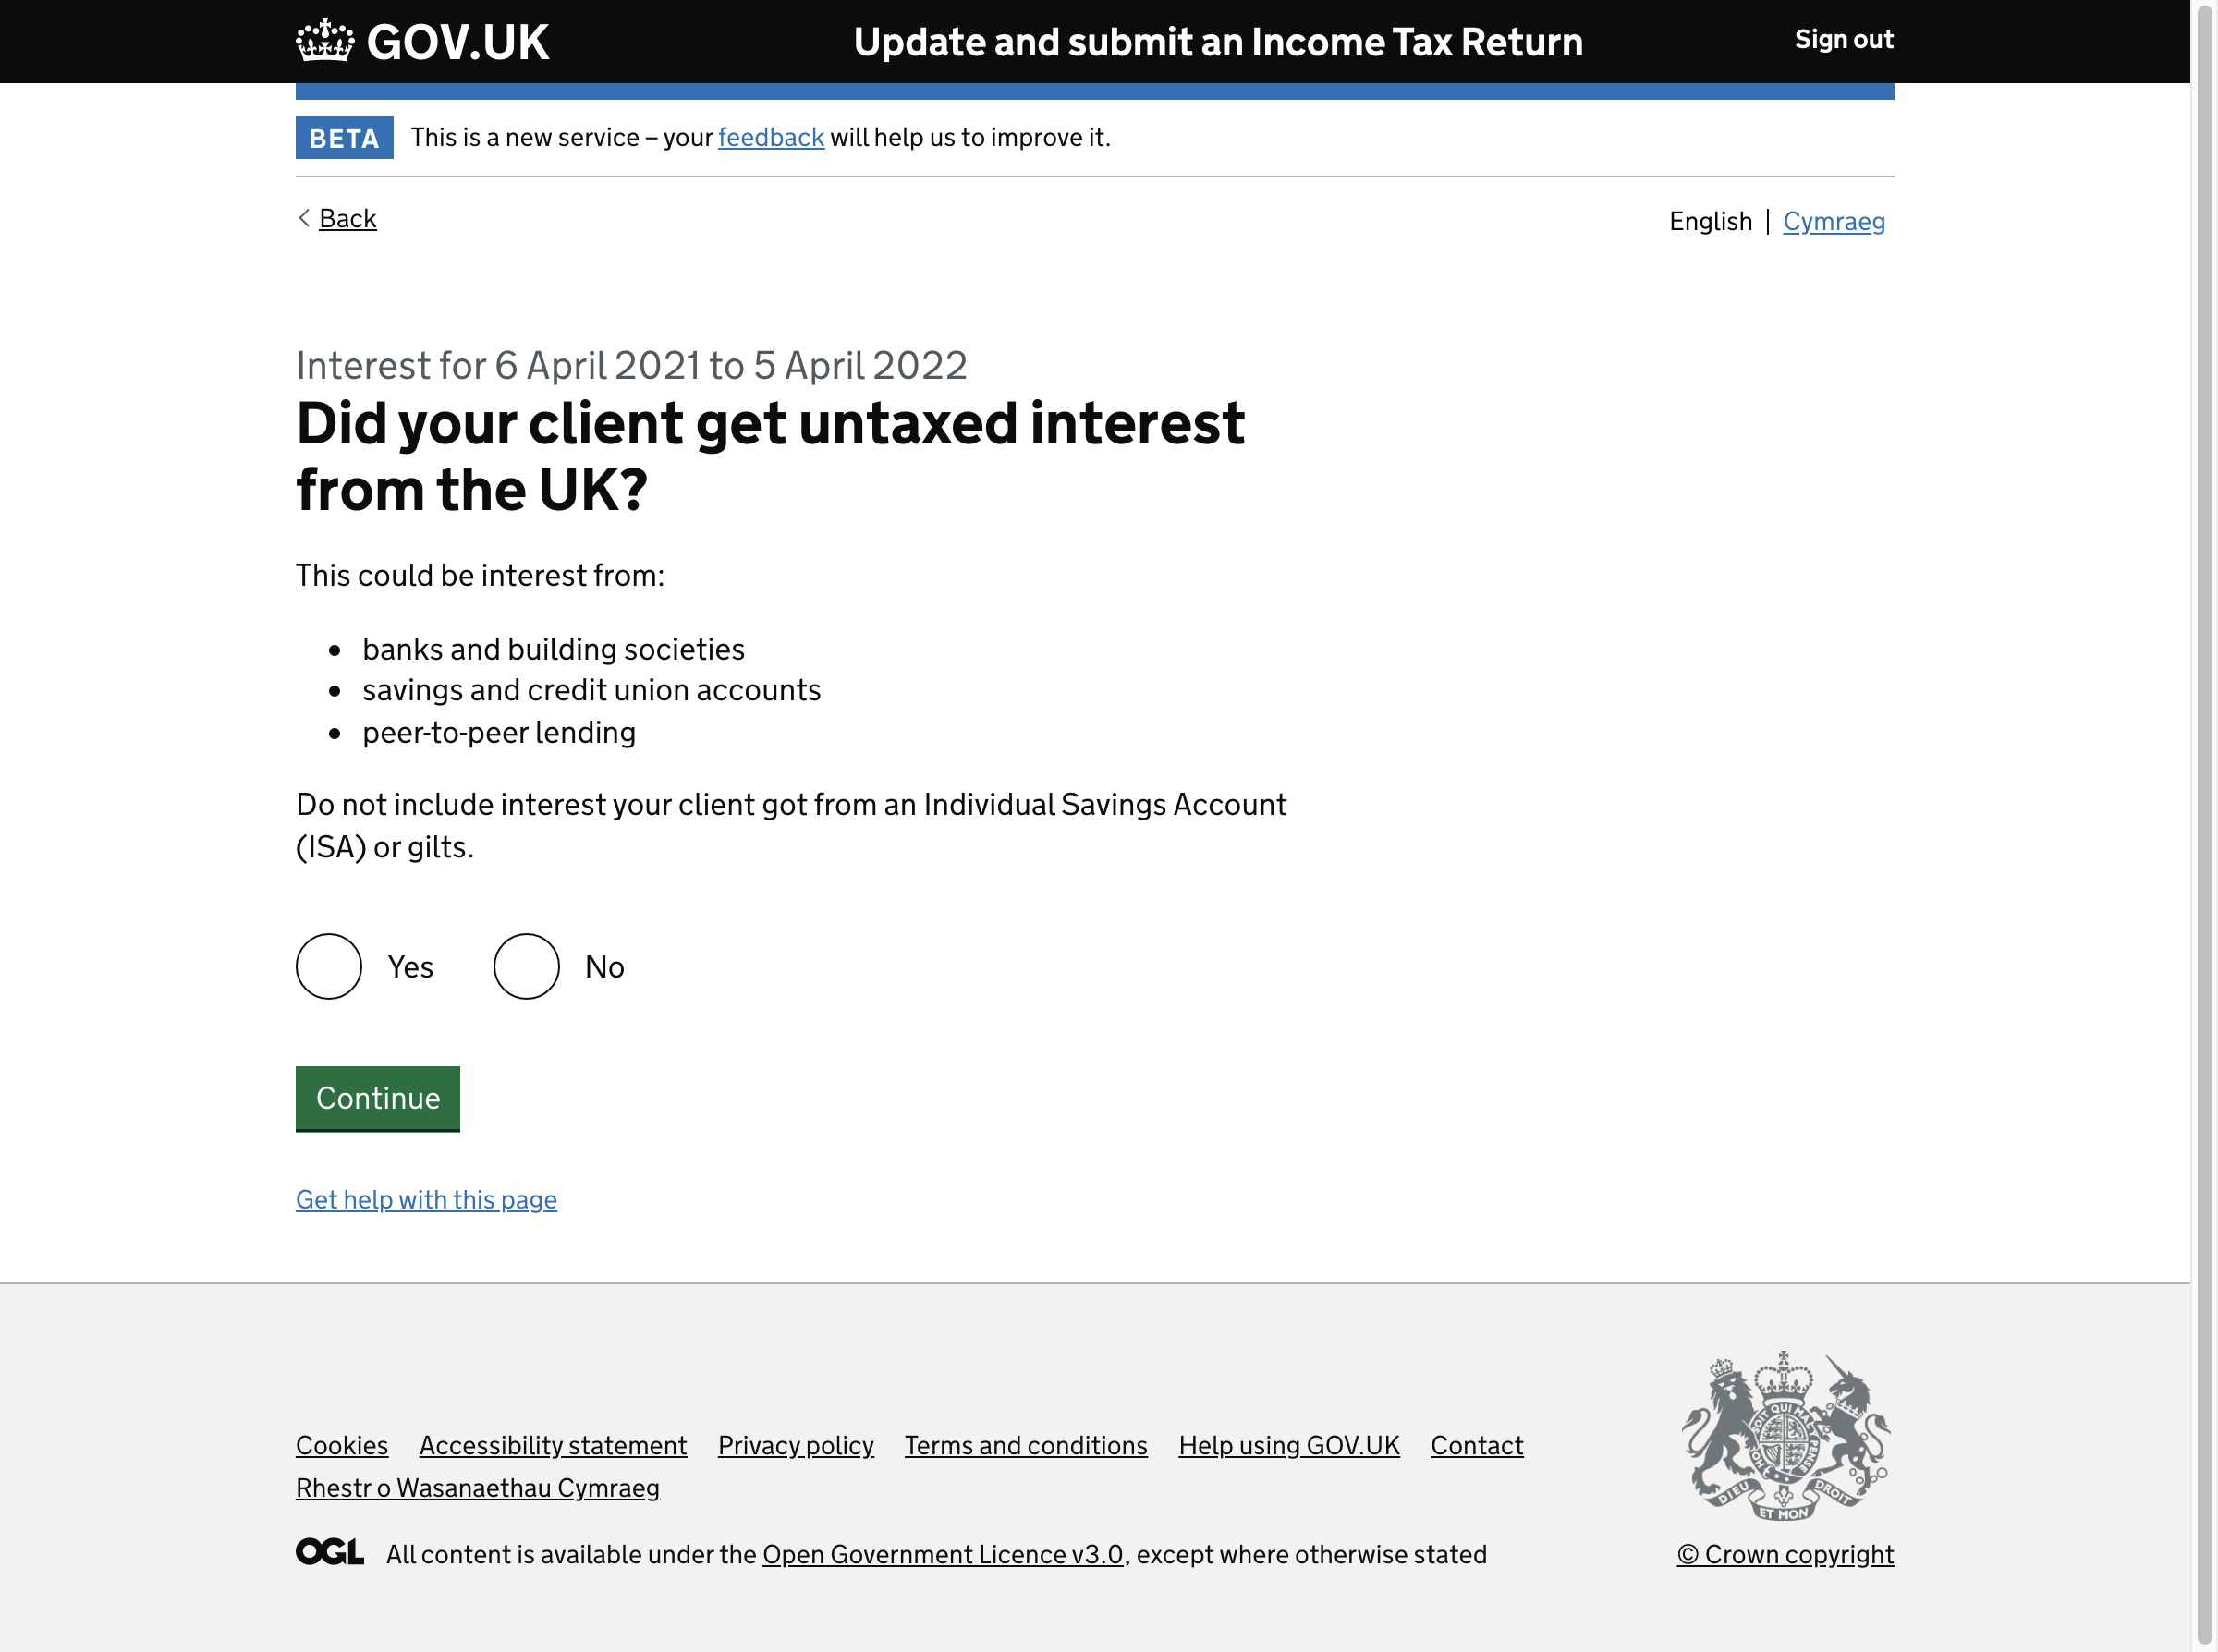 GOV.UK
Update and submit an Income Tax Return
Sign out
BETA This is a new service – your feedback will help us to improve it.
Back
English | Cymraeg
Interest for 6 April 2021 to 5 April 2022
Did your client get untaxed interest
from the UK?
This could be interest from:
• banks and building societies
• savings and credit union accounts
• peer-to-peer lending
Do not include interest your client got from an Individual Savings Account
(ISA) or gilts.
Yes No
Continue
Get help with this page
Cookies Accessibility statement Privacy policy Terms and conditions Help using GOV.UK Contact
Rhestr o Wasanaethau Cymraeg
OGL All content is available under the Open Government Licence v3.0, except where otherwise stated
DIEU ET MON DROIT
© Crown copyright